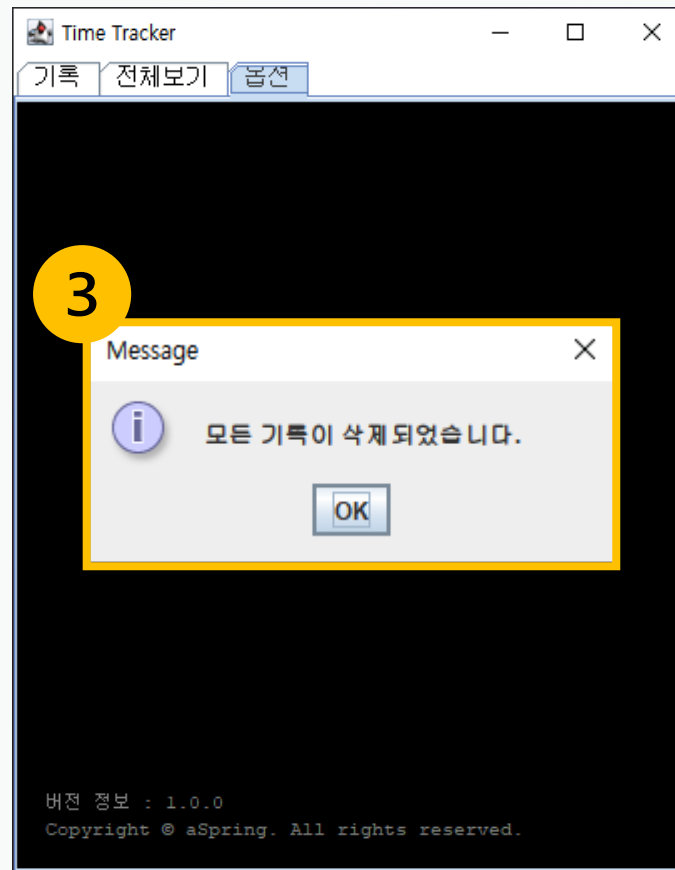 Time Tracker
기록 전체보기 옵션
3
Message
모든 기록이 삭제되었습니다.
OK
버전 정보 : 1.0.0
Copyright © aSpring. All rights reserved.